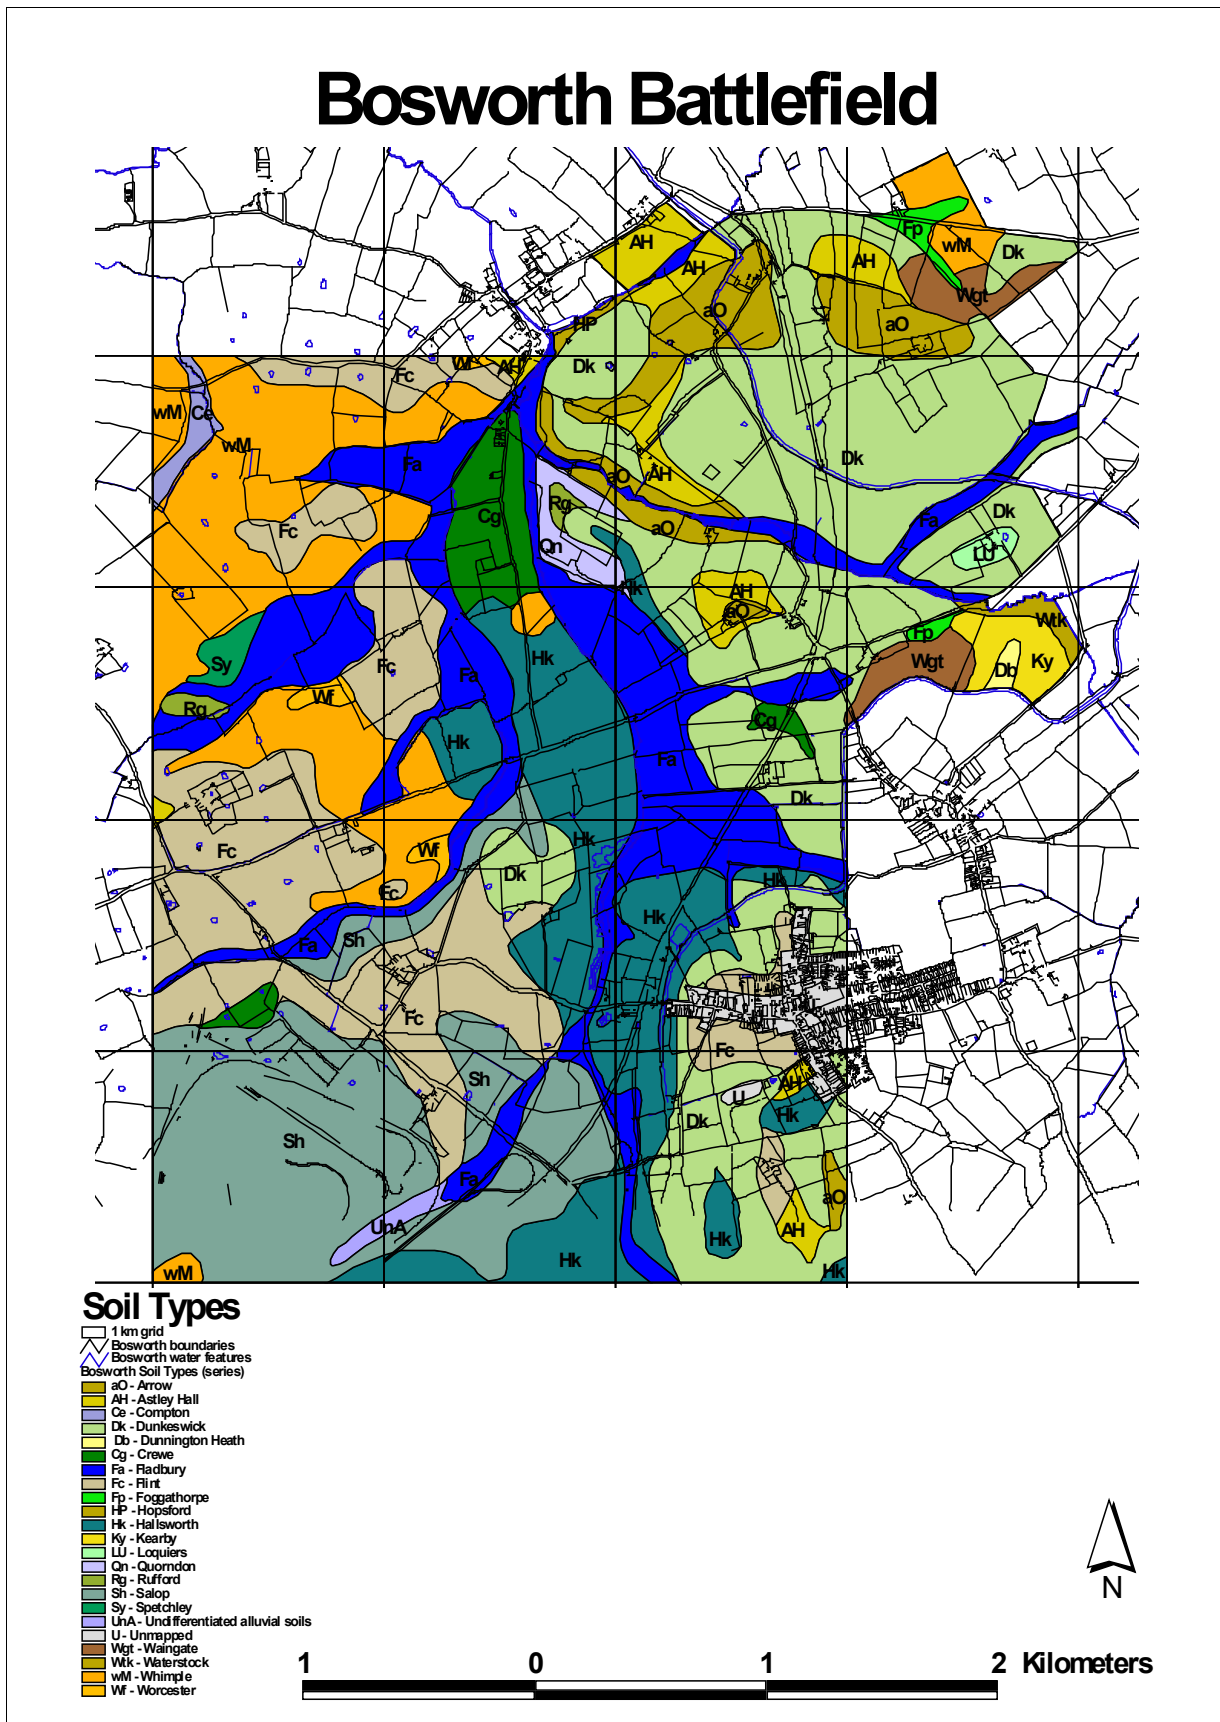 Bosworth Battlefield
AH
Fp
wM
Dk
AH
AH
Wgt
aO
aO
HP
Wf
AH
Dk
Fc
wM
Ce
wM
Fa
Dk
aO
AH
Rg
Cg
Dk
Fa
aO
Fc
Qn
LU
Hk
AH
aO
Wtk
Fp
Sy
Fc
Fa
Hk
Wgt
Db
Ky
Wf
Rg
Cg
Hk
Fa
Dk
Fc
Wf
Hk
Dk
Hk
Fc
Hk
Fa
Sh
Fc
Fc
Sh
AH
U
Dk
Hk
Sh
Fa
aO
UnA
Hk
AH
Hk
Hk
wM
Soil Types
1 km grid
Bosworth boundaries
Bosworth water features
Bosworth Soil Types (series)
aO - Arrow
AH - Astley Hall
Ce - Compton
Dk - Dunkeswick
Db - Dunnington Heath
Cg - Crewe
Fa - Fladbury
Fc - Flint
Fp - Foggathorpe
HP - Hopsford
Hk - Hallsworth
Ky - Kearby
LU - Loquiers
Qn - Quorndon
Rg - Rufford
Sh - Salop
Sy - Spetchley
UnA - Undifferentiated alluvial soils
U - Unmapped
Wgt - Waingate
Wtk - Waterstock
wM - Whimple
Wf - Worcester
N
1 0 1 2 Kilometers